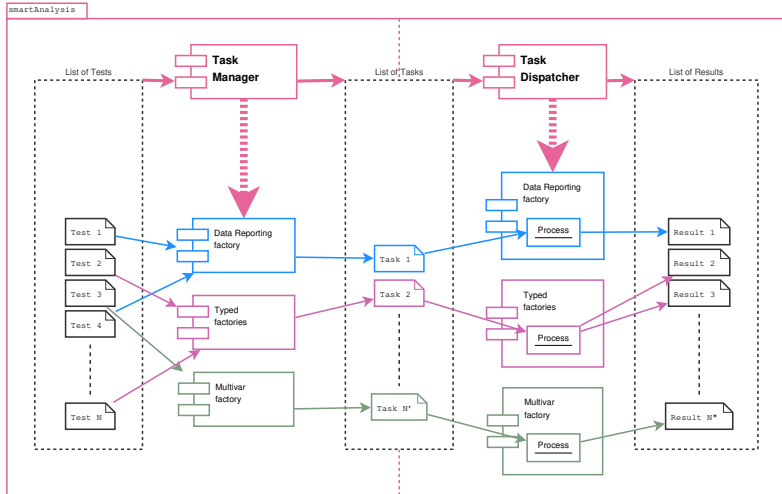 smartAnalysis
List of Tests
Task
Manager
List of Tasks
Task
Dispatcher
List of Results
Test 1
Test 2
Test 3
Test 4
Test N
Data Reporting
factory
Typed
factories
Multivar
factory
Task 1
Task 2
Task N'
Data Reporting
factory
Process
Typed
factories
Process
Multivar
factory
Process
Result 1
Result 2
Result 3
Result N"